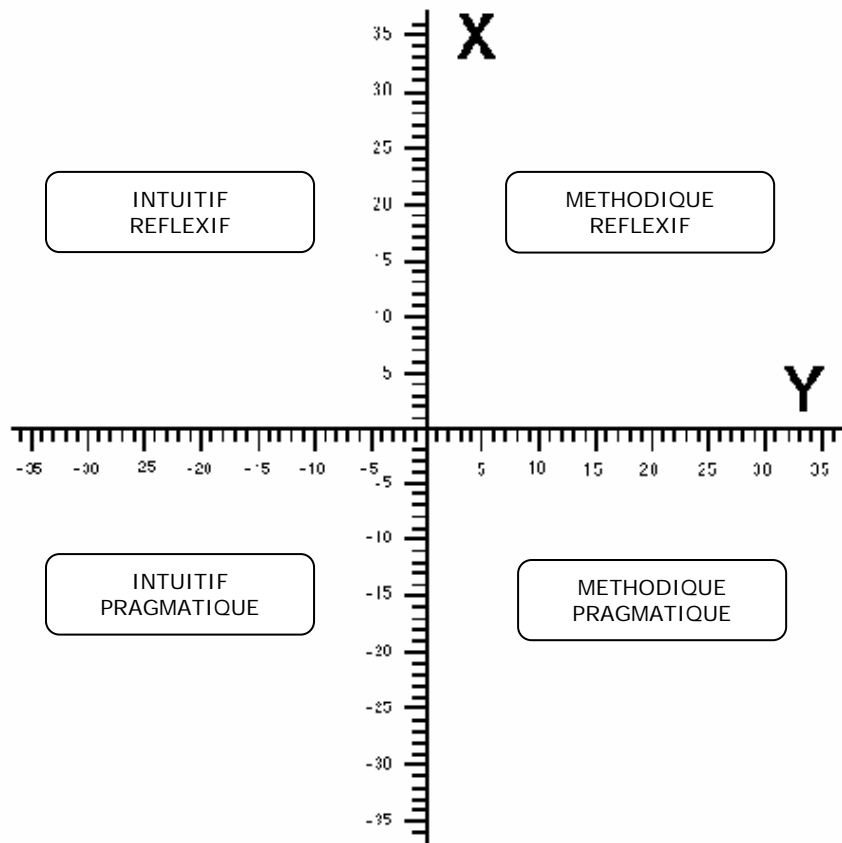 35
X
30
25
INTUITIF
REFLEXIF
METHODIQUE
REFLEXIF
20
15
10
5
Y
-35 -30 25 -20 -15 -10 -5 5 10 15 20 25 30 35
-5
-10
INTUITIF
PRAGMATIQUE
METHODIQUE
PRAGMATIQUE
-15
-20
-25
-30
-35